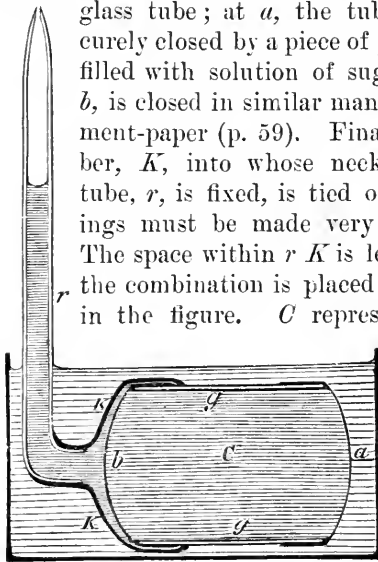 glass tube; at a, the tub
curely closed by a piece of
filled with solution of sug
b, is closed in similar man
ment-paper (p. 59). Fina
ber, K, into whose neck
tube, r, is fixed, is tied o
ings must be made very
The space within r K is le
the combination is placed
in the figure. C repres
r
K
g
b
C
a
K
g